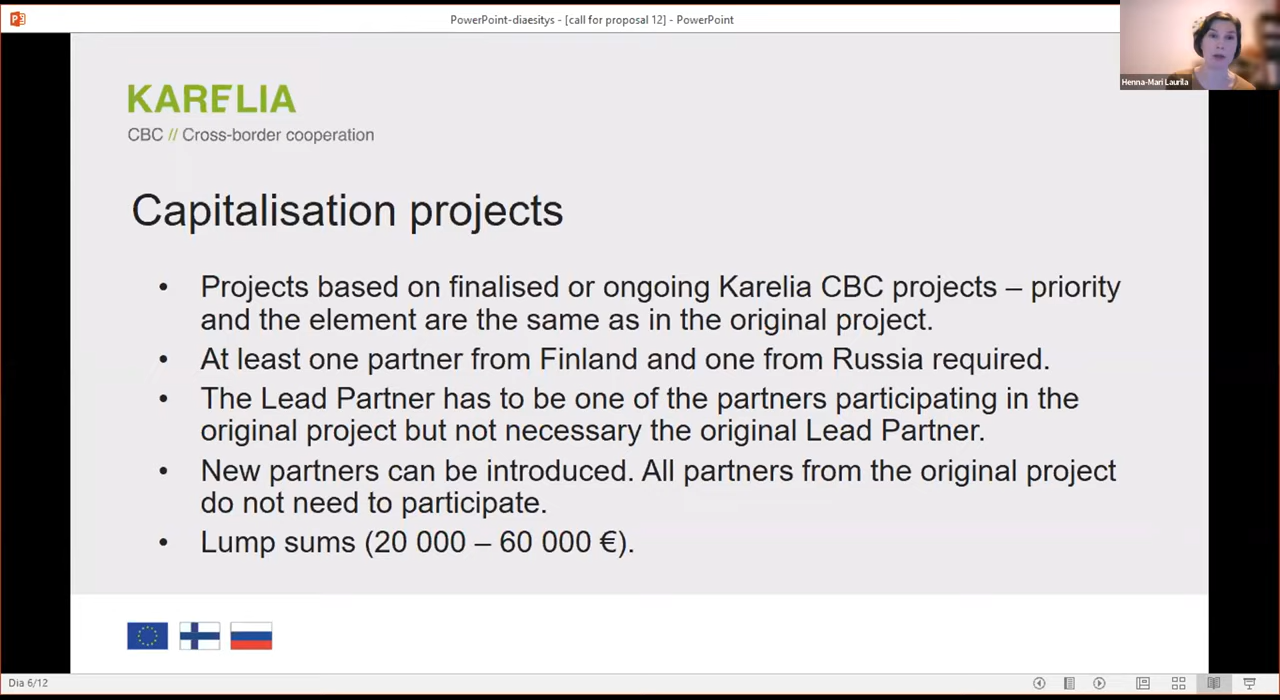 PowerPoint-diaesitys - [call for proposal 12] - PowerPoint
Henna-Mari Laurila
KARELIA
CBC // Cross-border cooperation
Capitalisation projects
• Projects based on finalised or ongoing Karelia CBC projects – priority
and the element are the same as in the original project.
• At least one partner from Finland and one from Russia required.
• The Lead Partner has to be one of the partners participating in the
original project but not necessary the original Lead Partner.
• New partners can be introduced. All partners from the original project
do not need to participate.
• Lump sums (20 000 – 60 000 €).
Dia 6/12